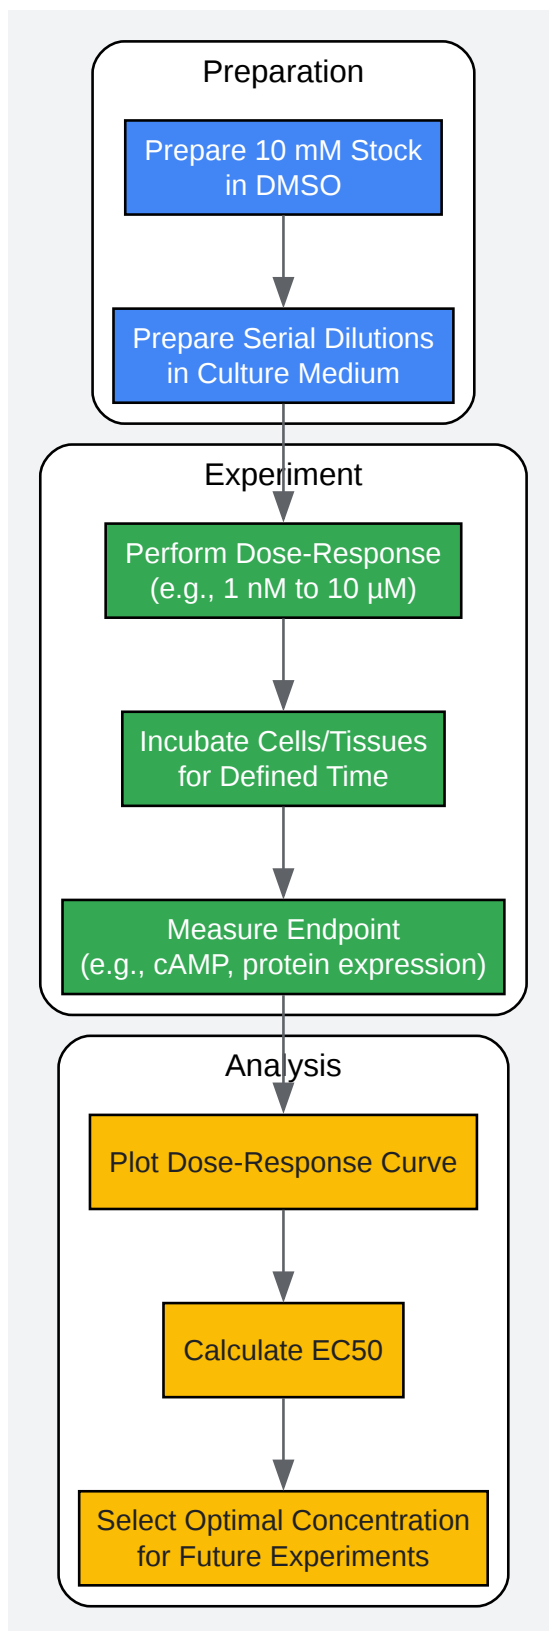 Preparation
Prepare 10 mM Stock
in DMSO
Prepare Serial Dilutions
in Culture Medium
Experiment
Perform Dose-Response
(e.g., 1 nM to 10 µM)
Incubate Cells/Tissues
for Defined Time
Measure Endpoint
(e.g., cAMP, protein expression)
Analysis
Plot Dose-Response Curve
Calculate EC50
Select Optimal Concentration
for Future Experiments